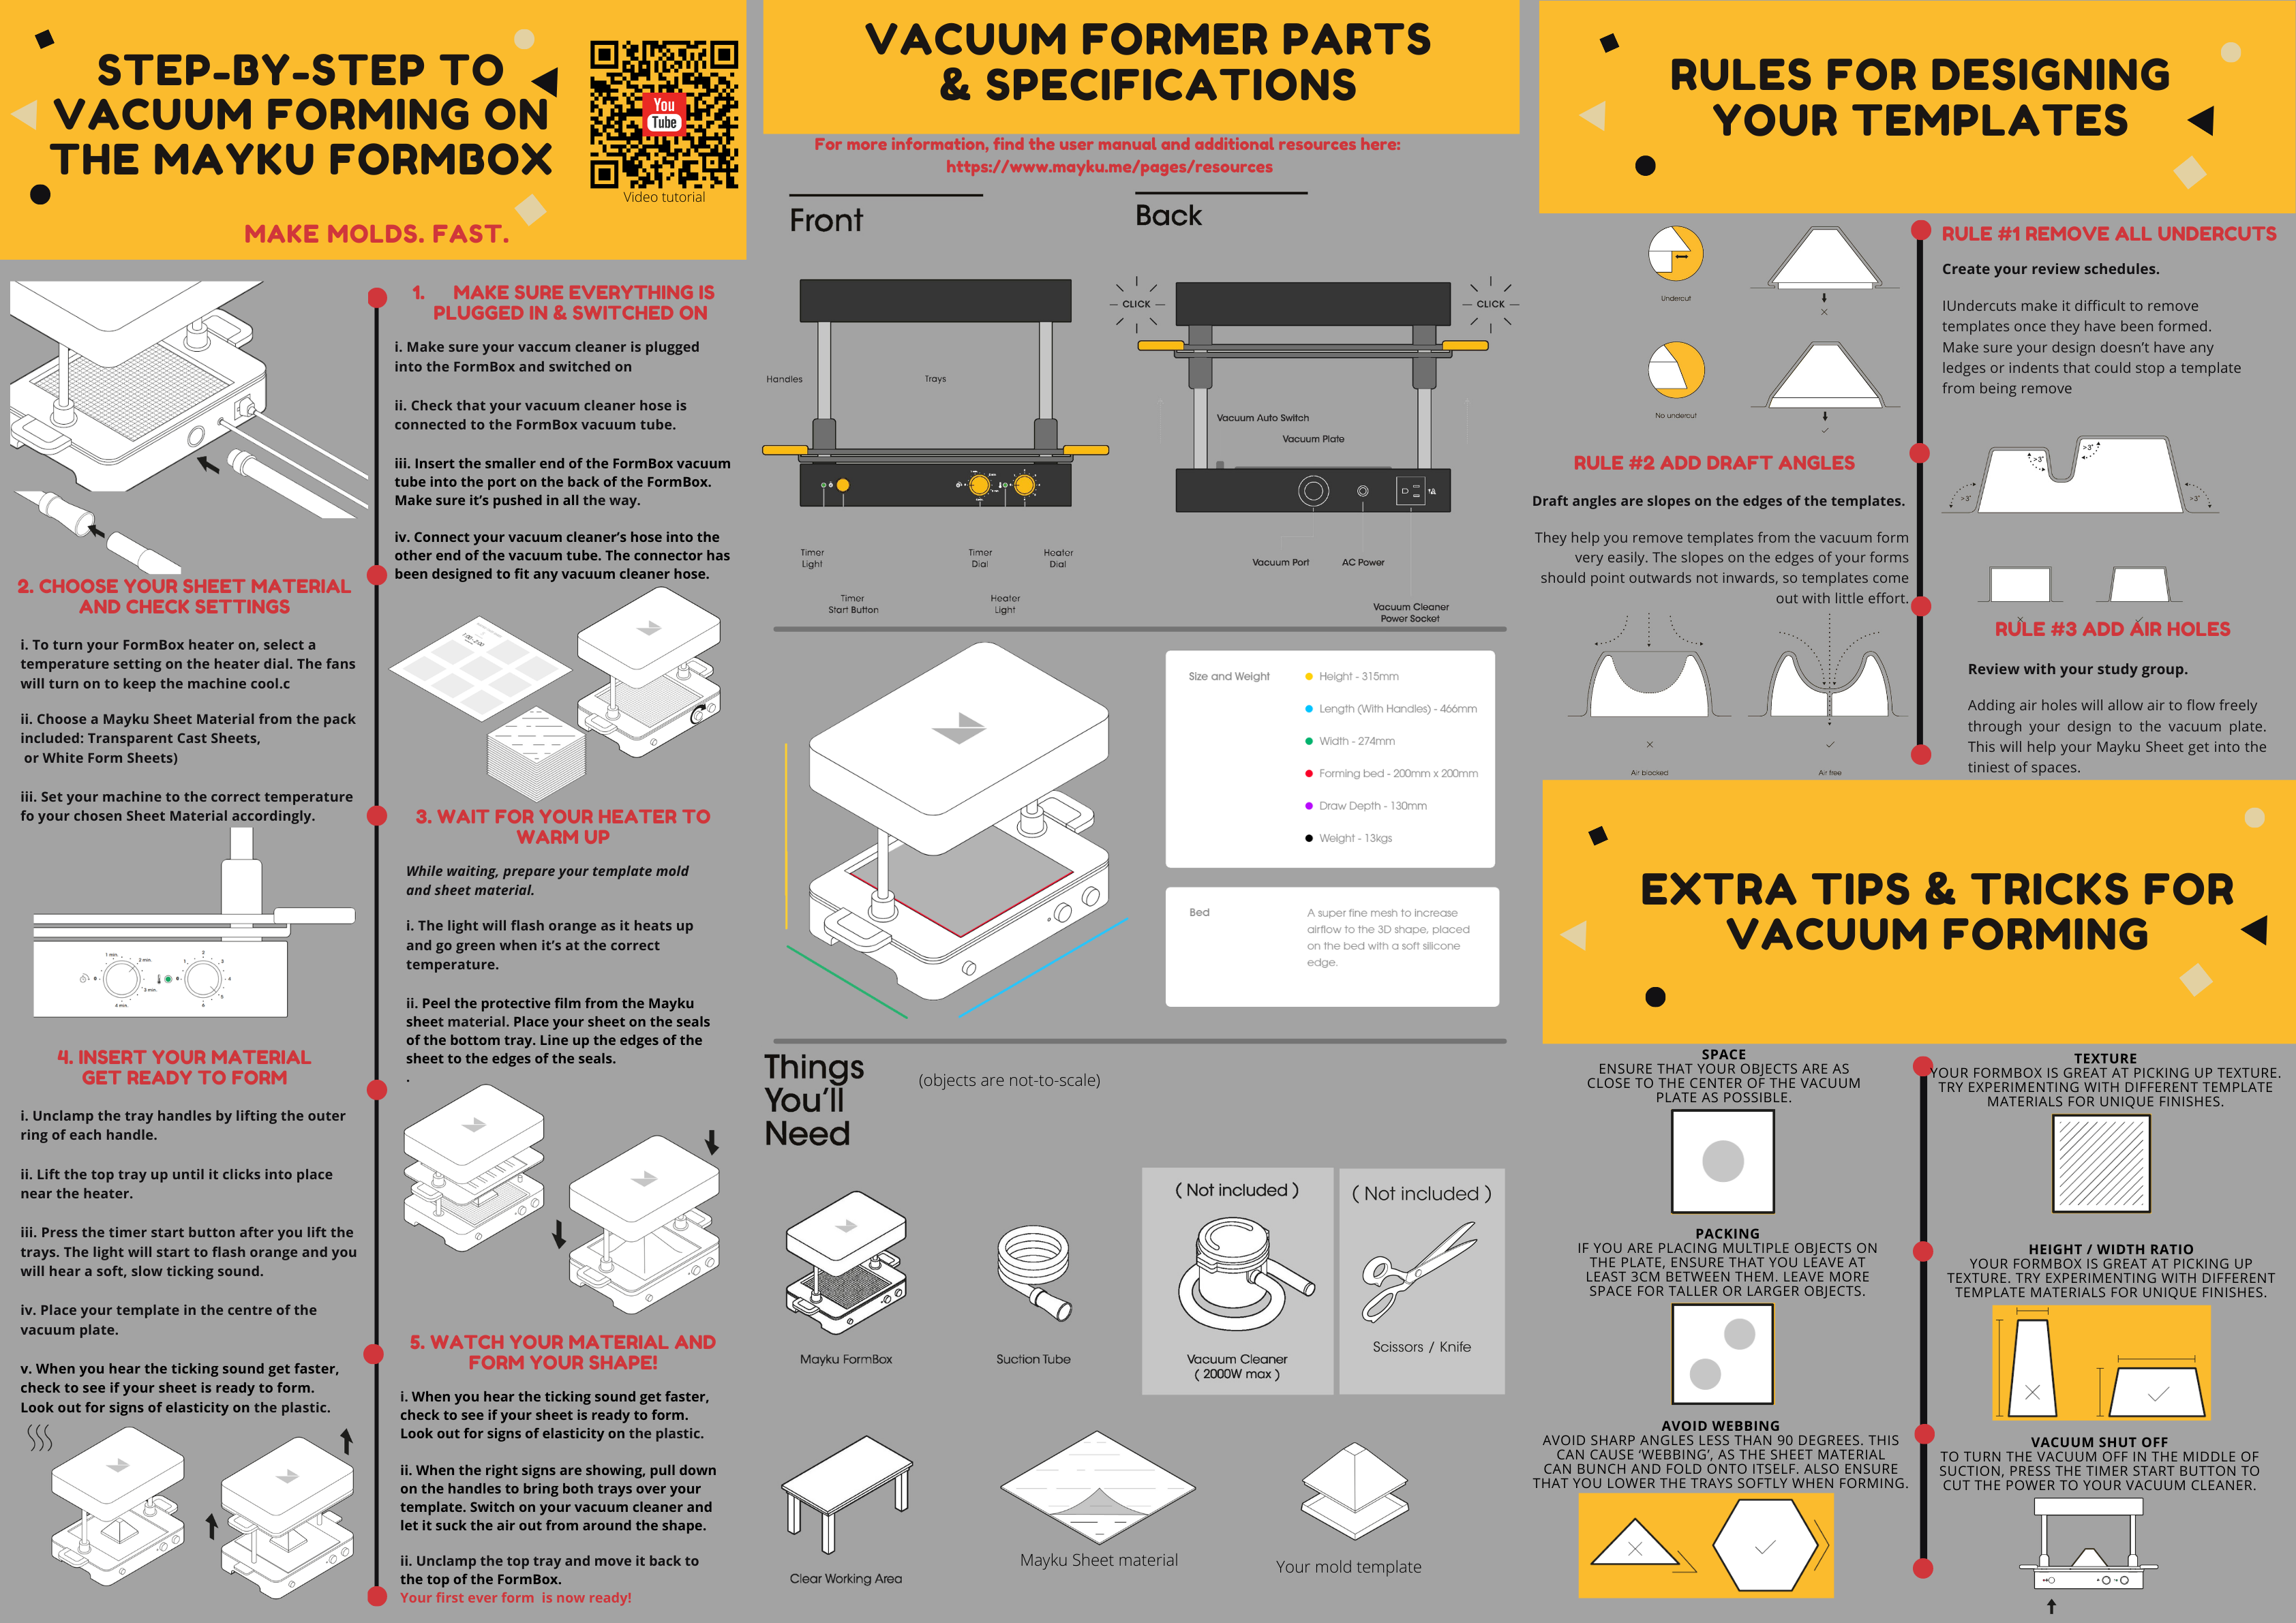 STEP-BY-STEP TO
VACUUM FORMING ON
THE MAYKU FORMBOX
You
Tube
Video tutorial
MAKE MOLDS. FAST.
1. MAKE SURE EVERYTHING IS
PLUGGED IN & SWITCHED ON
i. Make sure your vaccum cleaner is plugged
into the FormBox and switched on
ii. Check that your vacuum cleaner hose is
connected to the FormBox vacuum tube.
iii. Insert the smaller end of the FormBox vacuum
tube into the port on the back of the FormBox.
Make sure it's pushed in all the way.
iv. Connect your vacuum cleaner's hose into the
other end of the vacuum tube. The connector has
been designed to fit any vacuum cleaner hose.
2. CHOOSE YOUR SHEET MATERIAL
AND CHECK SETTINGS
i. To turn your FormBox heater on, select a
temperature setting on the heater dial. The fans
will turn on to keep the machine cool.c
ii. Choose a Mayku Sheet Material from the pack
included: Transparent Cast Sheets,
or White Form Sheets)
iii. Set your machine to the correct temperature
fo your chosen Sheet Material accordingly.
1 min.
2 min.
3 min.
4 min.
3. WAIT FOR YOUR HEATER TO
WARM UP
While waiting, prepare your template mold
and sheet material.
i. The light will flash orange as it heats up
and go green when it's at the correct
temperature.
ii. Peel the protective film from the Mayku
sheet material. Place your sheet on the seals
of the bottom tray. Line up the edges of the
sheet to the edges of the seals.
.
4. INSERT YOUR MATERIAL
GET READY TO FORM
i. Unclamp the tray handles by lifting the outer
ring of each handle.
ii. Lift the top tray up until it clicks into place
near the heater.
iii. Press the timer start button after you lift the
trays. The light will start to flash orange and you
will hear a soft, slow ticking sound.
iv. Place your template in the centre of the
vacuum plate.
v. When you hear the ticking sound get faster,
check to see if your sheet is ready to form.
Look out for signs of elasticity on the plastic.
5. WATCH YOUR MATERIAL AND
FORM YOUR SHAPE!
i. When you hear the ticking sound get faster,
check to see if your sheet is ready to form.
Look out for signs of elasticity on the plastic.
ii. When the right signs are showing, pull down
on the handles to bring both trays over your
template. Switch on your vacuum cleaner and
let it suck the air out from around the shape.
ii. Unclamp the top tray and move it back to
the top of the FormBox.
Your first ever form is now ready!
VACUUM FORMER PARTS
& SPECIFICATIONS
For more information, find the user manual and additional resources here:
https://www.mayku.me/pages/resources
Front
Back
CLICK
CLICK
Handles
Trays
Vacuum Auto Switch
Vacuum Plate
Timer
Light
Timer
Dial
Heater
Dial
Timer
Start Button
Heater
Light
Vacuum Port
AC Power
Vacuum Cleaner
Power Socket
Size and Weight
Height - 315mm
Length (With Handles) - 466mm
Width - 274mm
Forming bed - 200mm x 200mm
Draw Depth - 130mm
Weight - 13kgs
Bed
A super fine mesh to increase
airflow to the 3D shape, placed
on the bed with a soft silicone
edge.
Things
You'll
Need
(objects are not-to-scale)
Mayku FormBox
Suction Tube
( Not included )
Vacuum Cleaner
( 2000W max )
( Not included )
Scissors / Knife
Clear Working Area
Mayku Sheet material
Your mold template
RULES FOR DESIGNING
YOUR TEMPLATES
Undercut
No undercut
RULE #1 REMOVE ALL UNDERCUTS
Create your review schedules.
IUndercuts make it difficult to remove
templates once they have been formed.
Make sure your design doesn't have any
ledges or indents that could stop a template
from being remove
RULE #2 ADD DRAFT ANGLES
Draft angles are slopes on the edges of the templates.
They help you remove templates from the vacuum form
very easily. The slopes on the edges of your forms
should point outwards not inwards, so templates come
out with little effort.
>3°
>3°
>3°
>3°
RULE #3 ADD AIR HOLES
Review with your study group.
Adding air holes will allow air to flow freely
through your design to the vacuum plate.
This will help your Mayku Sheet get into the
tiniest of spaces.
Air blocked
Air free
EXTRA TIPS & TRICKS FOR
VACUUM FORMING
SPACE
ENSURE THAT YOUR OBJECTS ARE AS
CLOSE TO THE CENTER OF THE VACUUM
PLATE AS POSSIBLE.
PACKING
IF YOU ARE PLACING MULTIPLE OBJECTS ON
THE PLATE, ENSURE THAT YOU LEAVE AT
LEAST 3CM BETWEEN THEM. LEAVE MORE
SPACE FOR TALLER OR LARGER OBJECTS.
AVOID WEBBING
AVOID SHARP ANGLES LESS THAN 90 DEGREES. THIS
CAN CAUSE 'WEBBING', AS THE SHEET MATERIAL
CAN BUNCH AND FOLD ONTO ITSELF. ALSO ENSURE
THAT YOU LOWER THE TRAYS SOFTLY WHEN FORMING.
TEXTURE
YOUR FORMBOX IS GREAT AT PICKING UP TEXTURE.
TRY EXPERIMENTING WITH DIFFERENT TEMPLATE
MATERIALS FOR UNIQUE FINISHES.
HEIGHT / WIDTH RATIO
YOUR FORMBOX IS GREAT AT PICKING UP
TEXTURE. TRY EXPERIMENTING WITH DIFFERENT
TEMPLATE MATERIALS FOR UNIQUE FINISHES.
VACUUM SHUT OFF
TO TURN THE VACUUM OFF IN THE MIDDLE OF
SUCTION, PRESS THE TIMER START BUTTON TO
CUT THE POWER TO YOUR VACUUM CLEANER.